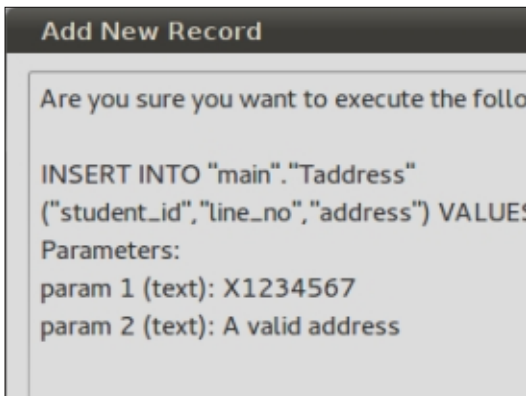 Add New Record
Are you sure you want to execute the follo
INSERT INTO "main"."Taddress"
("student_id","line_no","address") VALUES
Parameters:
param 1 (text): X1234567
param 2 (text): A valid address